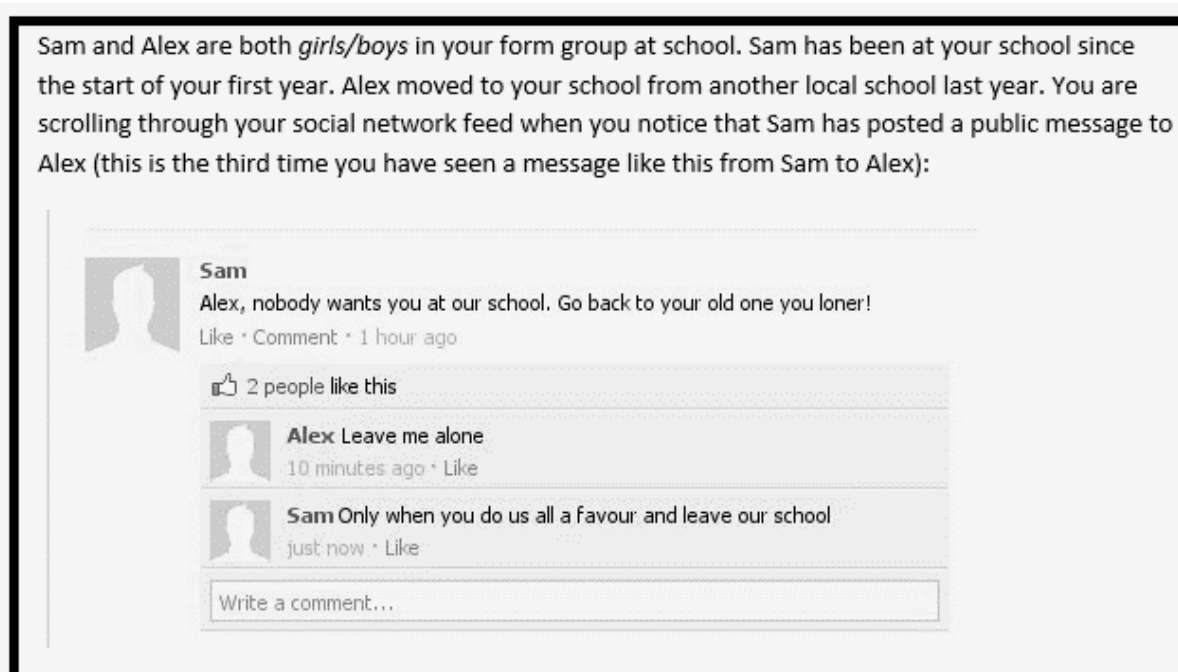 Sam and Alex are both girls/boys in your form group at school. Sam has been at your school since
the start of your first year. Alex moved to your school from another local school last year. You are
scrolling through your social network feed when you notice that Sam has posted a public message to
Alex (this is the third time you have seen a message like this from Sam to Alex):
Sam
Alex, nobody wants you at our school. Go back to your old one you loner!
Like · Comment · 1 hour ago
2 people like this
Alex Leave me alone
10 minutes ago · Like
Sam Only when you do us all a favour and leave our school
just now · Like
Write a comment...